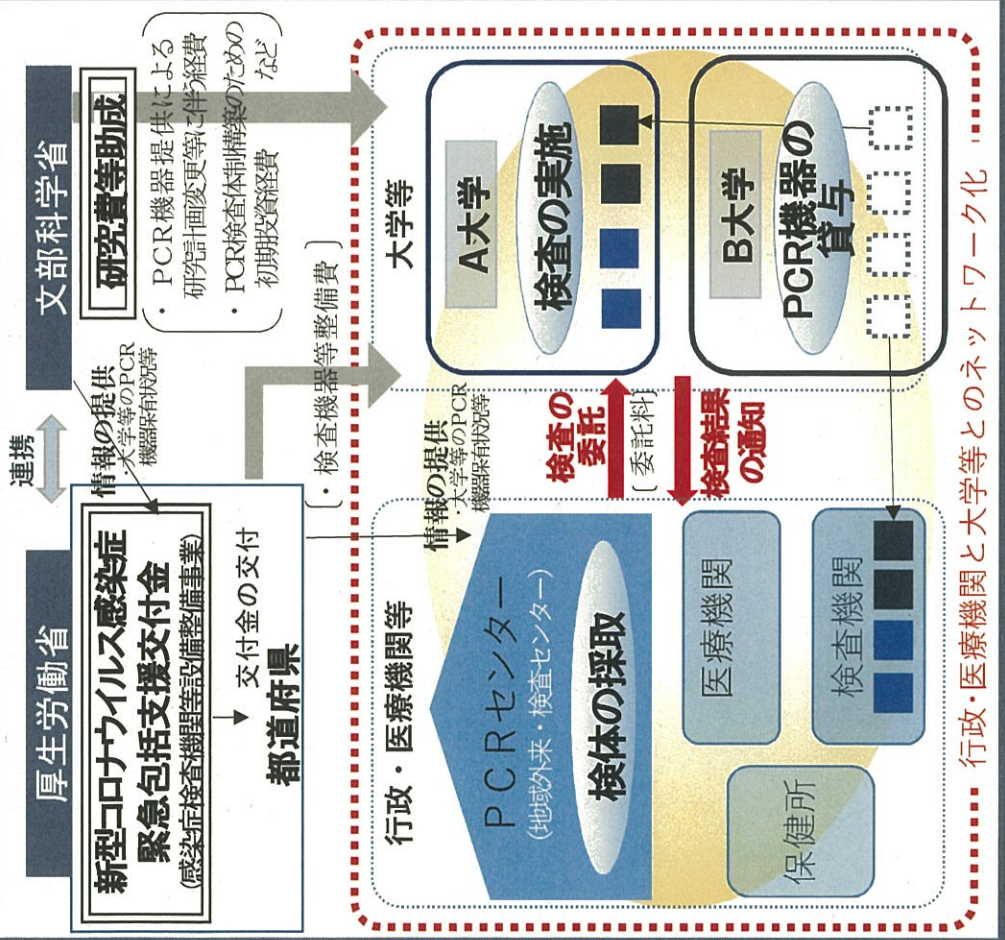 厚生労働省
連携
文部科学省
新型コロナウイルス感染症
緊急包括支援交付金
(感染症検査機関等設備整備事業)
情報の提供
・大学等のPCR
機器保有状況等
研究費等助成
・PCR機器提供による
研究計画変更等に伴う経費
・PCR検査体制構築のための
初期投資経費 など
交付金の交付
都道府県
・検査機器等整備費
情報の提供
・大学等のPCR
機器保有状況等
行政・医療機関等
PCRセンター
(地域外来・検査センター)
検体の採取
医療機関
保健所
検査機関
検査の
委託
[委託料]
検査結果
の通知
大学等
A大学
検査の実施
B大学
PCR機器の
貸与
行政・医療機関と大学等とのネットワーク化